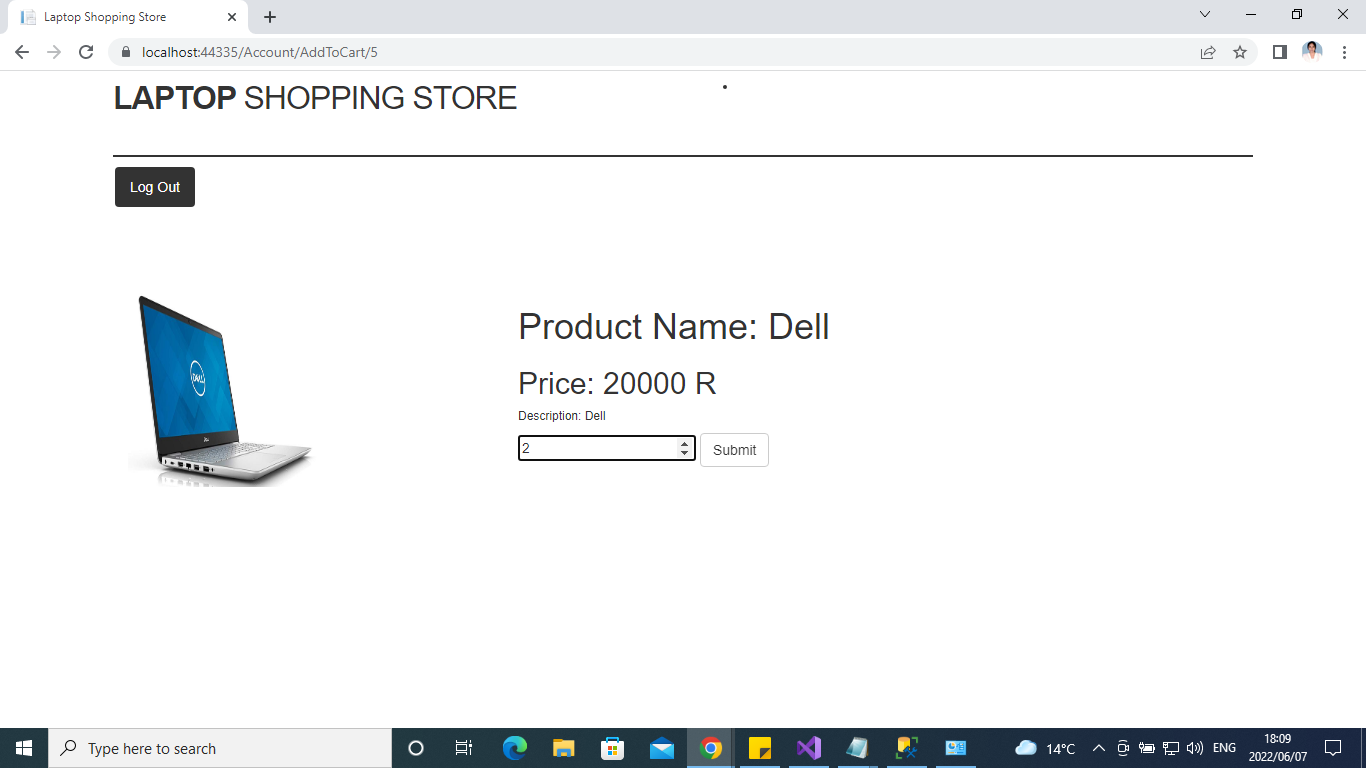 Laptop Shopping Store
localhost:44335/Account/AddToCart/5
LAPTOP SHOPPING STORE
Log Out
DELL
Product Name: Dell
Price: 20000 R
Description: Dell
2
Submit
Type here to search
14°C
ENG
18:09
2022/06/07